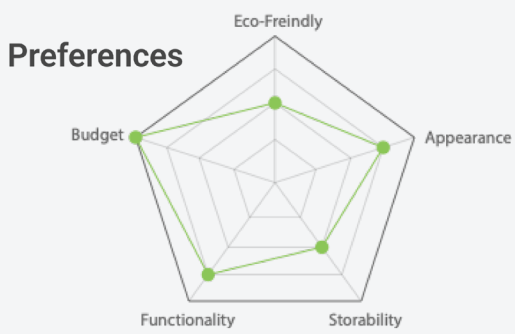 Eco-Freindly
Preferences
Budget
Appearance
Functionality
Storability